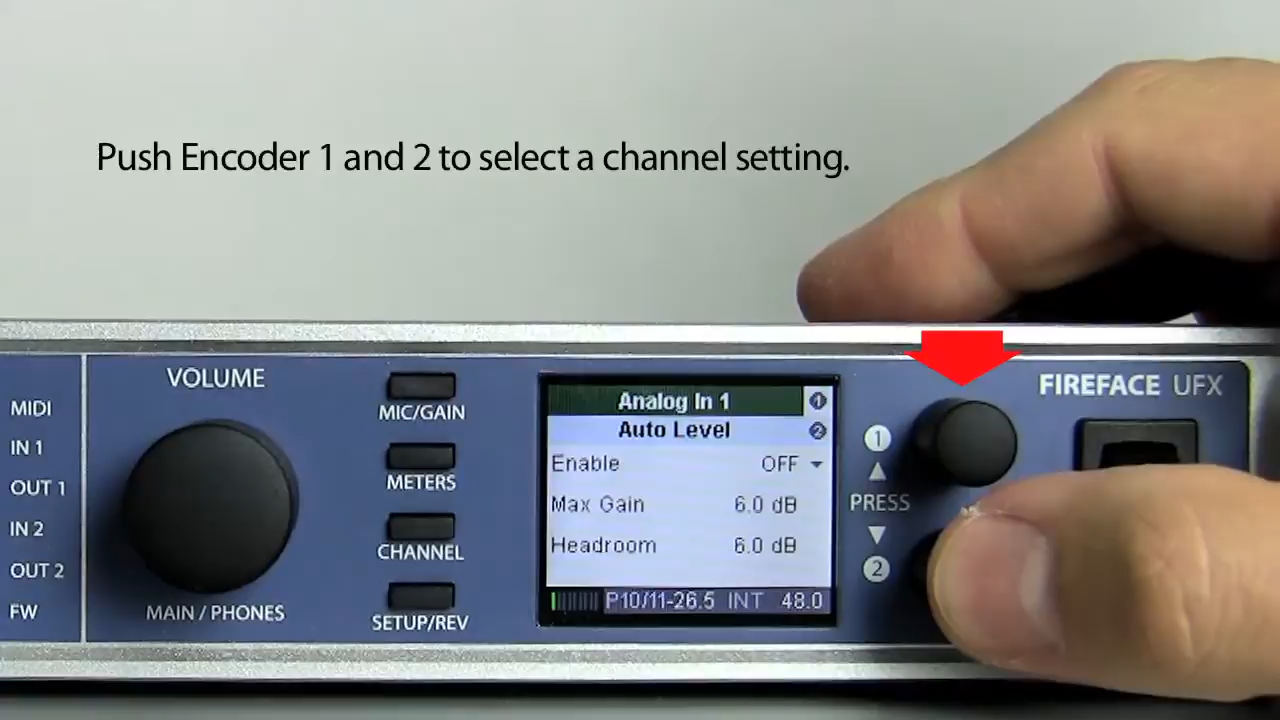 Push Encoder 1 and 2 to select a channel setting.
VOLUME
MAIN / PHONES
MIDI
IN 1
OUT 1
IN 2
OUT 2
FW
MIC/GAIN
METERS
CHANNEL
SETUP/REV
Analog In 1 1
Auto Level 2
Enable OFF
Max Gain 6.0 dB
Headroom 6.0 dB
P10/11-26.5 INT 48.0
1
PRESS
2
FIREFACE UFX